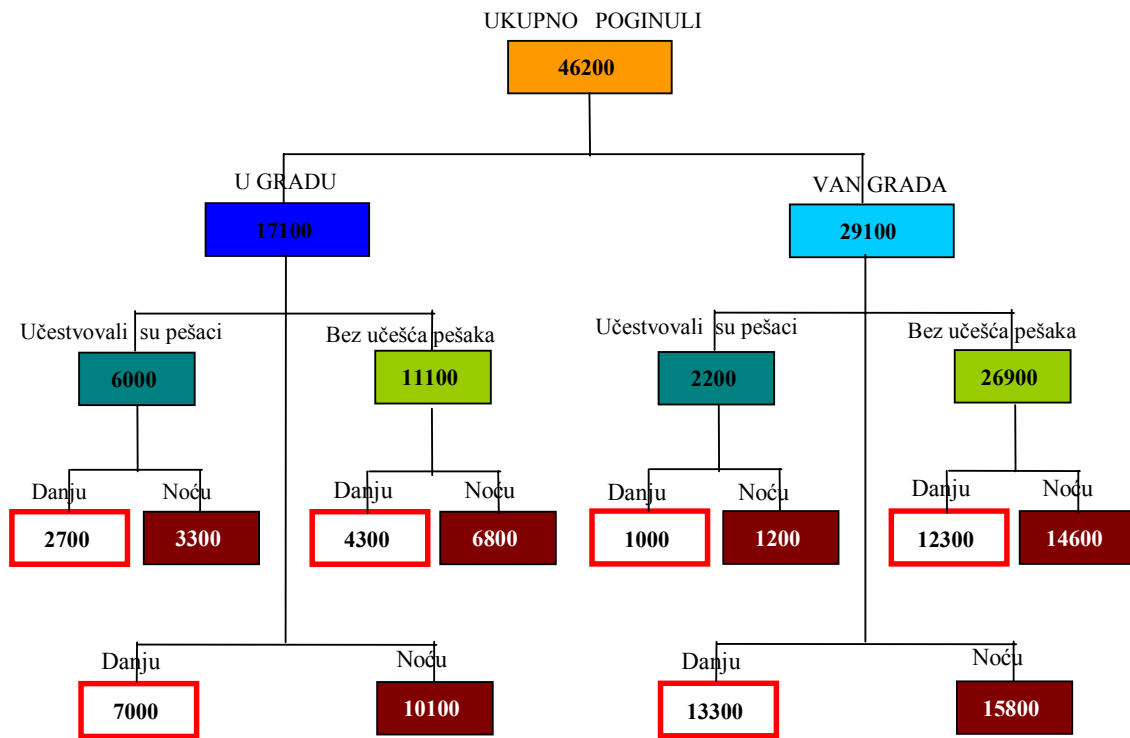 UKUPNO POGINULI
46200
U GRADU
VAN GRADA
17100
29100
Učestvovali su pešaci
Bez učešća pešaka
Učestvovali su pešaci
Bez učešća pešaka
6000
11100
2200
26900
Danju
Noću
Danju
Noću
Danju
Noću
Danju
Noću
2700
3300
4300
6800
1000
1200
12300
14600
Danju
Noću
Danju
Noću
7000
10100
13300
15800